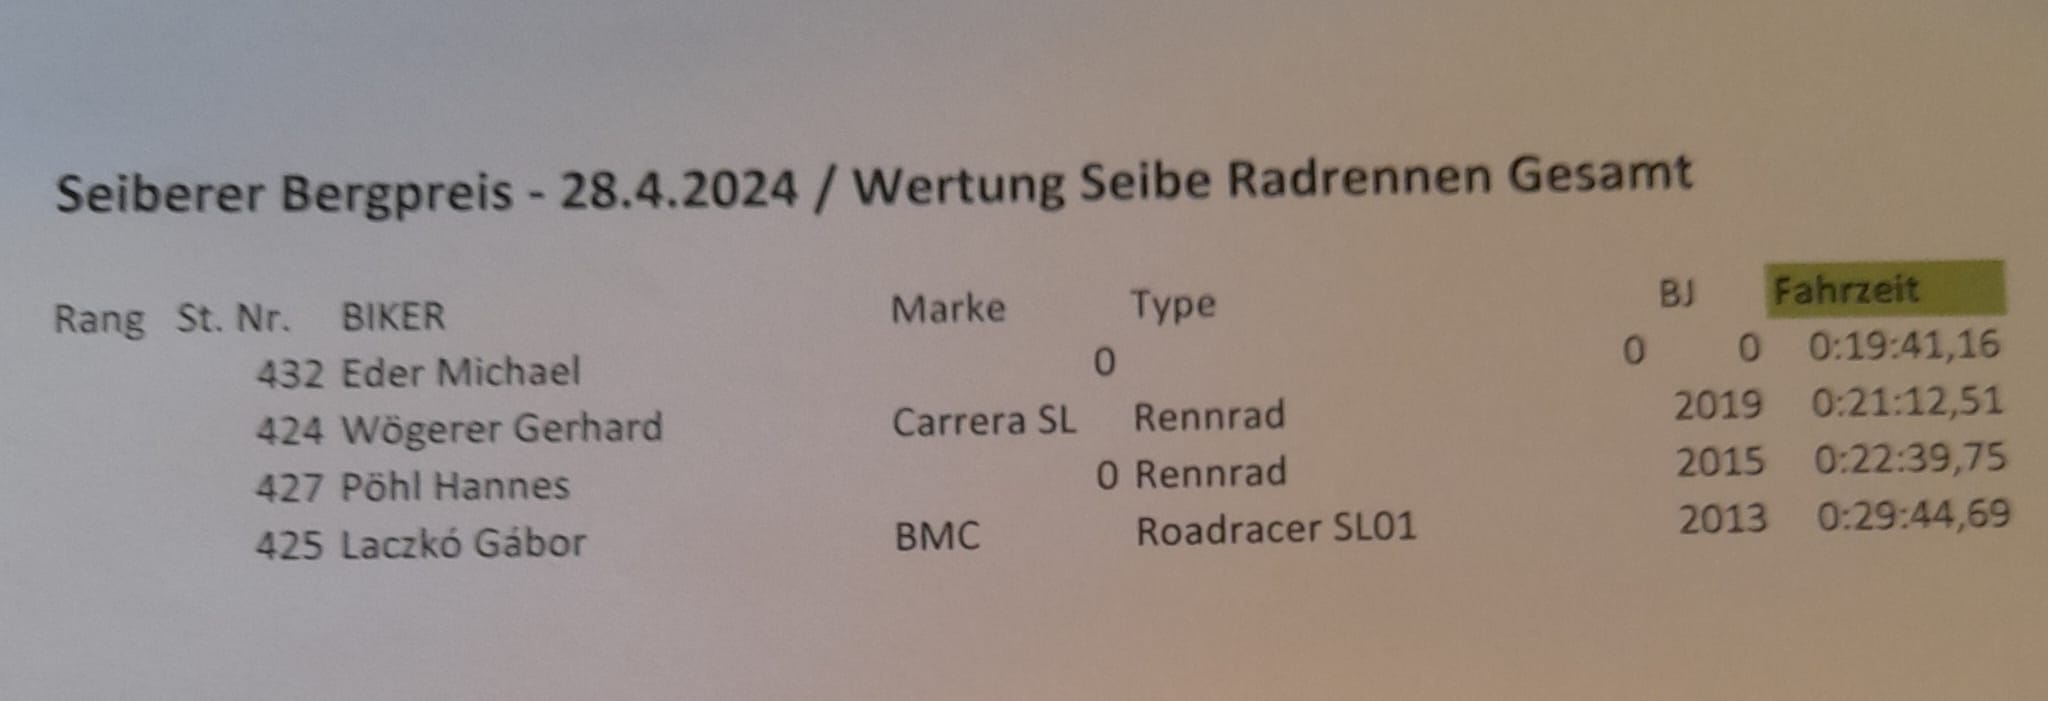 Seiberer Bergpreis - 28.4.2024 / Wertung Seibe Radrennen Gesamt
Rang St. Nr. BIKER Marke Type BJ Fahrzeit
432 Eder Michael 0 0 0 0:19:41,16
424 Wögerer Gerhard Carrera SL Rennrad 2019 0:21:12,51
427 Pöhl Hannes 0 Rennrad 2015 0:22:39,75
425 Laczkó Gábor BMC Roadracer SL01 2013 0:29:44,69